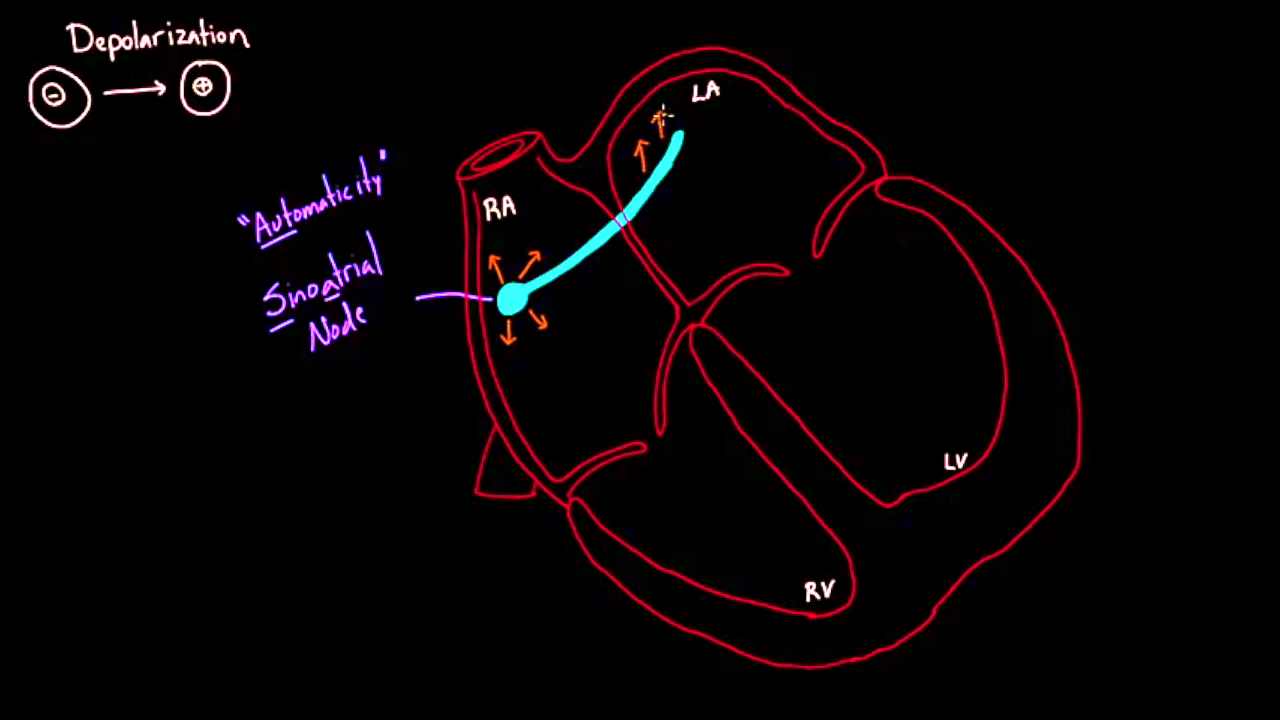 Depolarization
- → +
"Automaticity"
Sinoatrial
Node
RA
LA
LV
RV